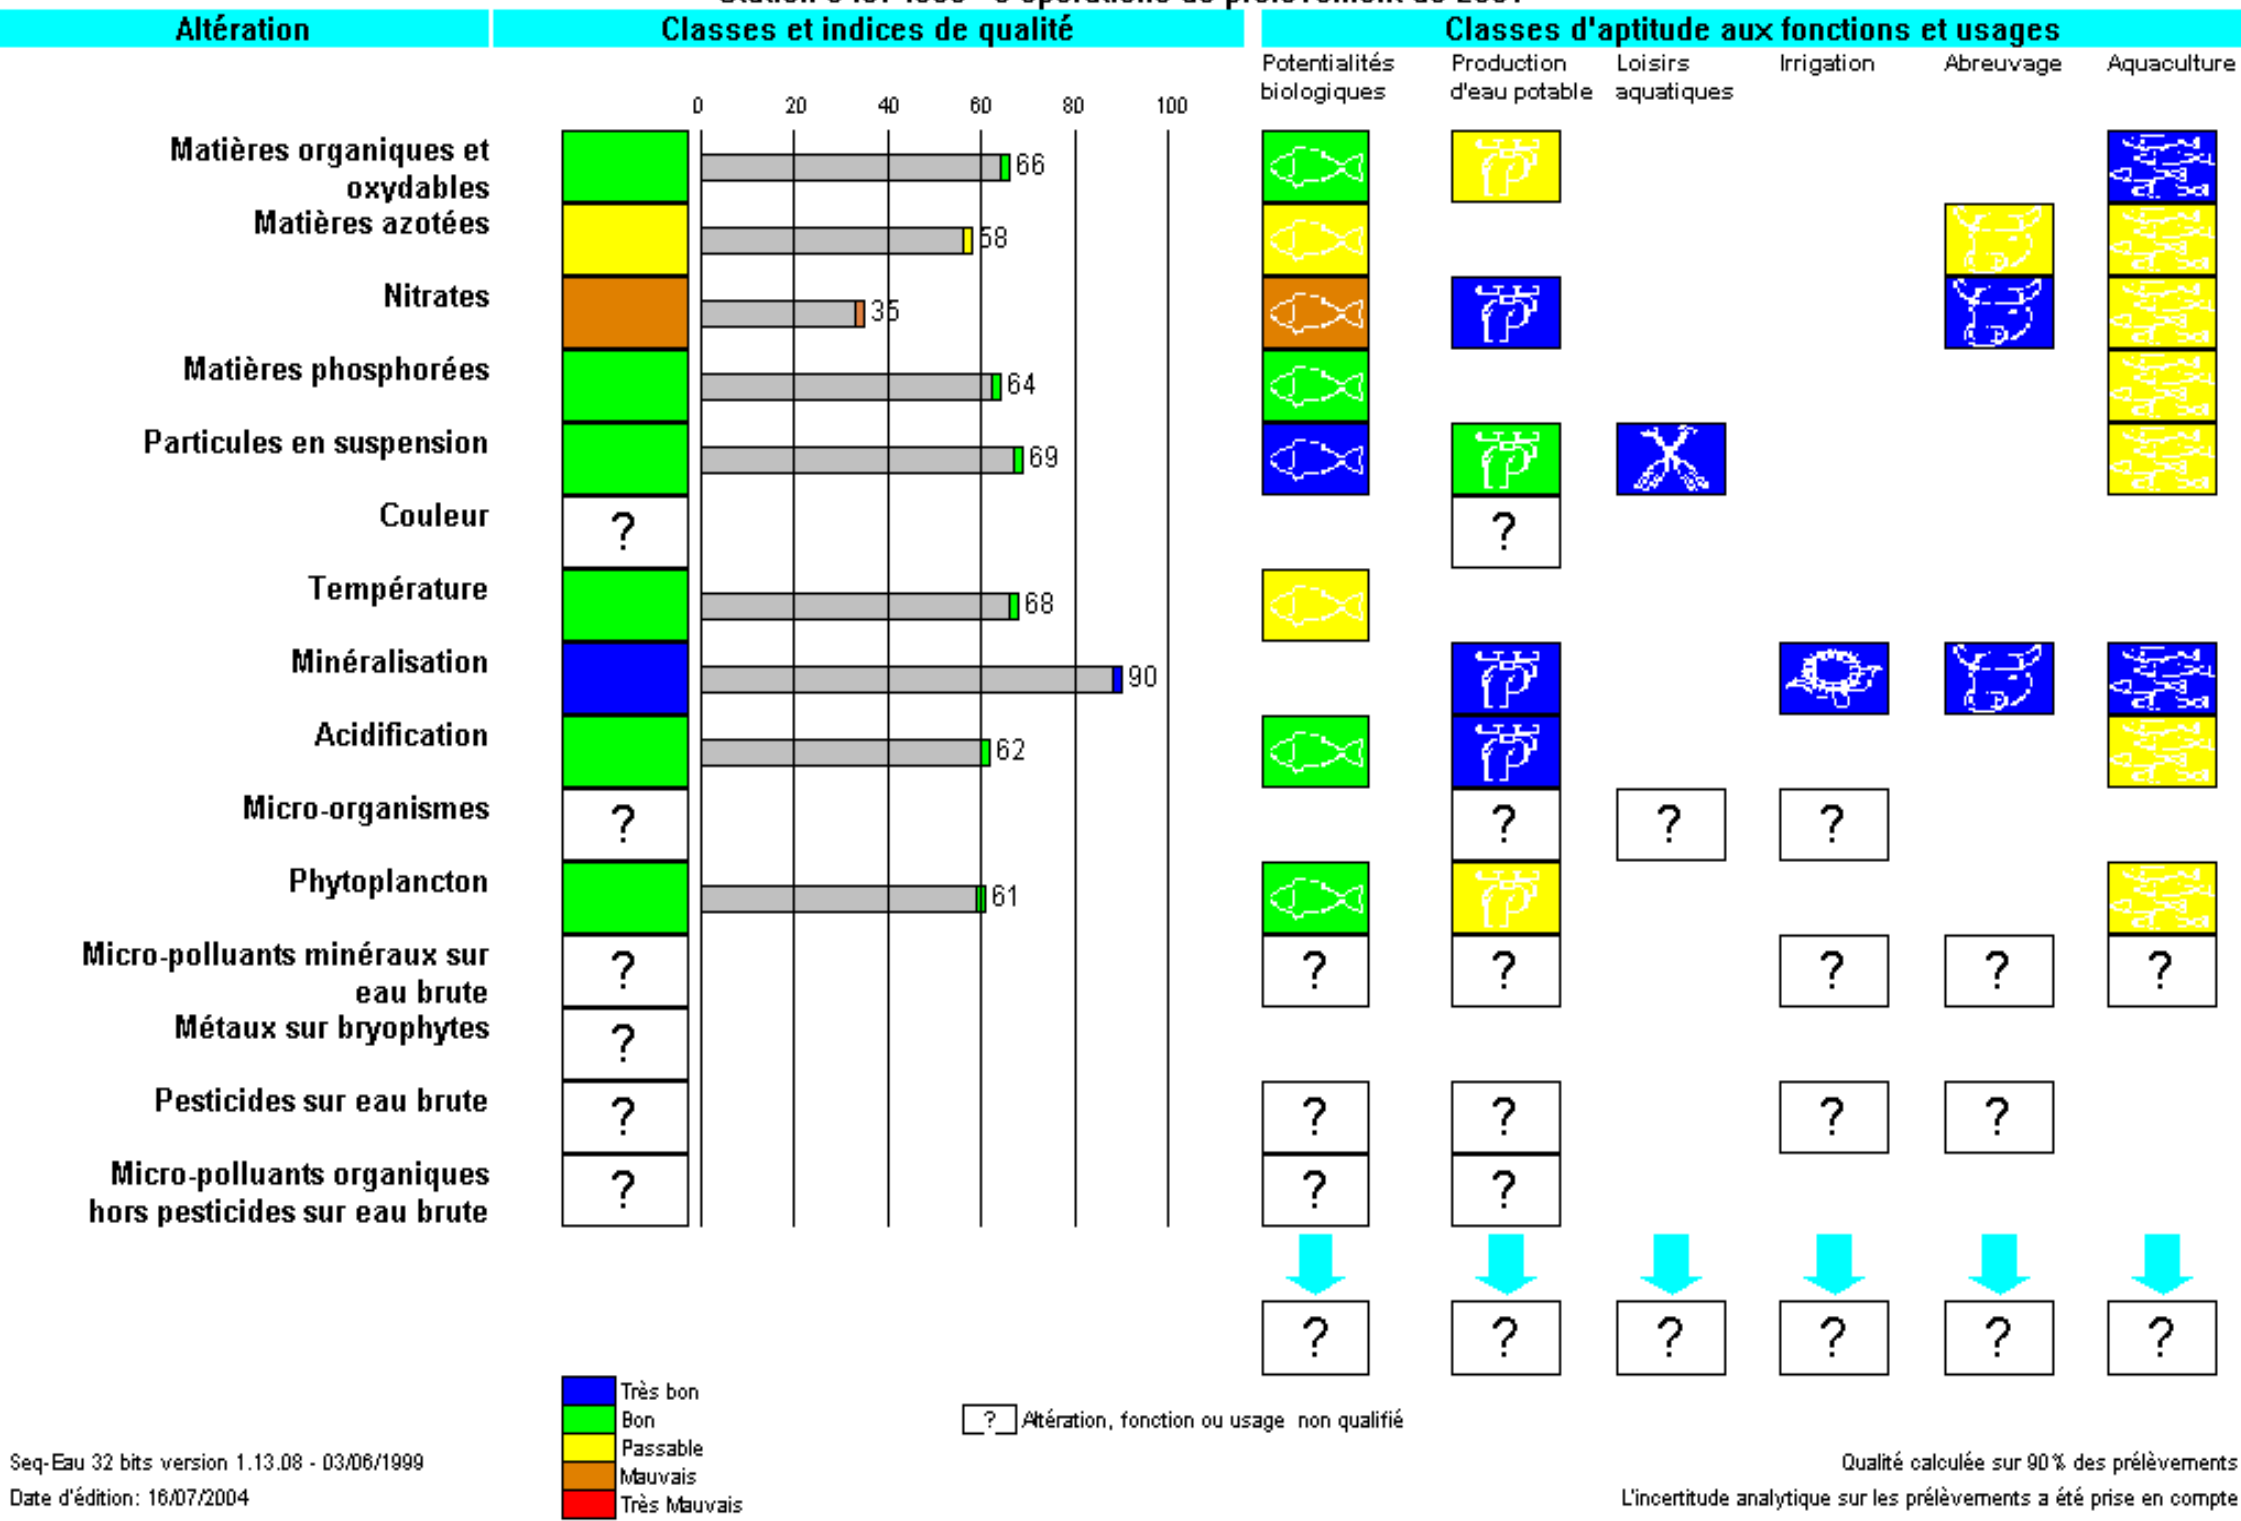 Altération
Classes et indices de qualité
Classes d'aptitude aux fonctions et usages
Potentialités
biologiques
Production
d'eau potable
Loisirs
aquatiques
Irrigation
Abreuvage
Aquaculture
0 20 40 60 80 100
Matières organiques et
oxydables
66
Matières azotées
58
Nitrates
35
Matières phosphorées
64
Particules en suspension
69
Couleur
? ?
Température
68
Minéralisation
90
Acidification
62
Micro-organismes
? ? ? ?
Phytoplancton
61
Micro-polluants minéraux sur
eau brute
? ? ? ? ? ?
Métaux sur bryophytes
?
Pesticides sur eau brute
? ? ? ? ?
Micro-polluants organiques
hors pesticides sur eau brute
? ? ?
? ? ? ? ? ?
Très bon
Bon
Passable
Mauvais
Très Mauvais
? Altération, fonction ou usage non qualifié
Seq-Eau 32 bits version 1.13.08 - 03/06/1999
Date d'édition: 16/07/2004
Qualité calculée sur 90% des prélèvements
L'incertitude analytique sur les prélèvements a été prise en compte